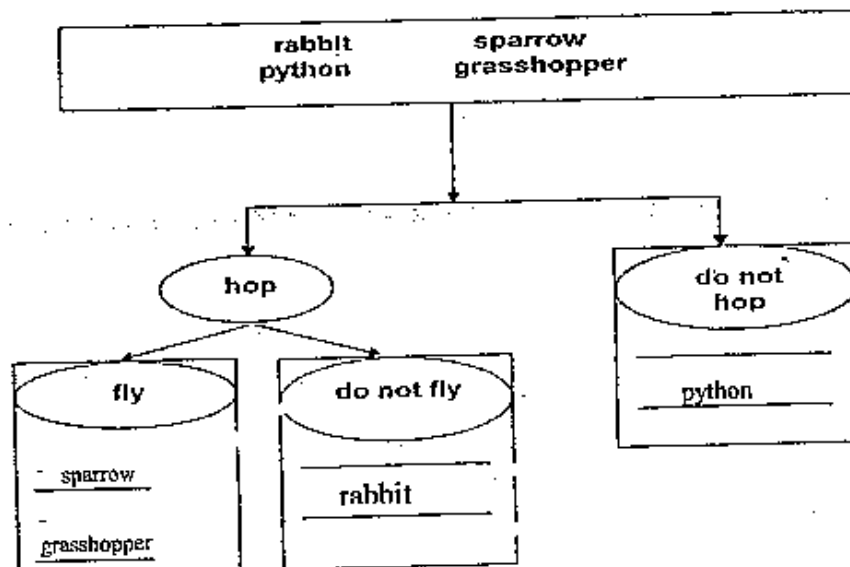 rabbit sparrow
python grasshopper
hop
do not
hop
fly
do not fly
python
sparrow
rabbit
grasshopper